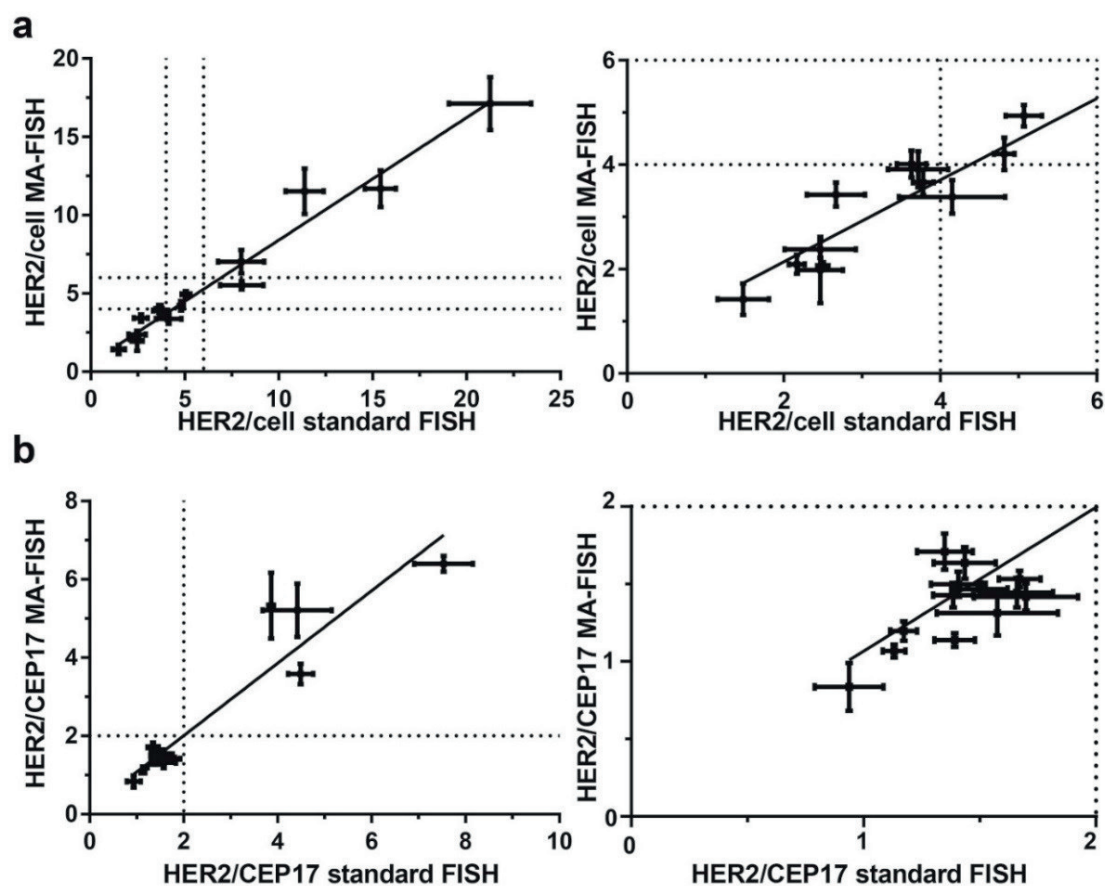 a
20
15
10
5
0
HER2/cell MA-FISH
0 5 10 15 20 25
HER2/cell standard FISH
6
4
2
0
HER2/cell MA-FISH
0 2 4 6
HER2/cell standard FISH
b
8
6
4
2
0
HER2/CEP17 MA-FISH
0 2 4 6 8 10
HER2/CEP17 standard FISH
2
1
0
HER2/CEP17 MA-FISH
0 1 2
HER2/CEP17 standard FISH